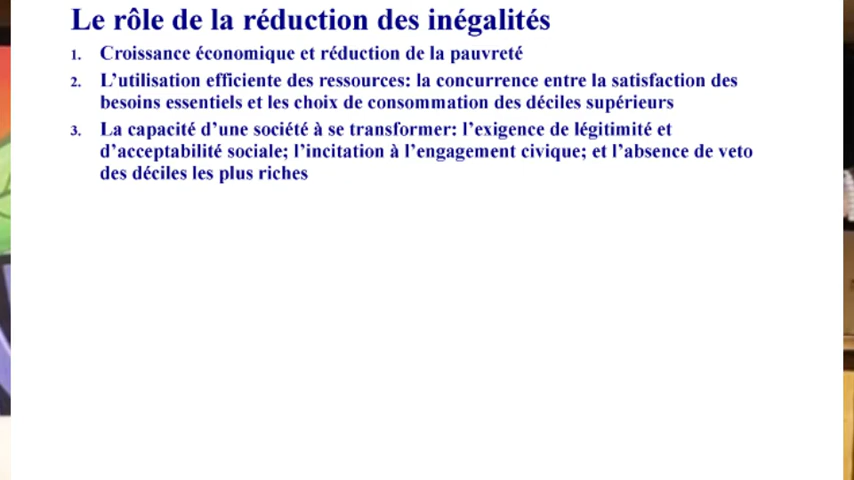 Le rôle de la réduction des inégalités
1. Croissance économique et réduction de la pauvreté
2. L’utilisation efficiente des ressources: la concurrence entre la satisfaction des
besoins essentiels et les choix de consommation des déciles supérieurs
3. La capacité d’une société à se transformer: l’exigence de légitimité et
d’acceptabilité sociale; l’incitation à l’engagement civique; et l’absence de veto
des déciles les plus riches